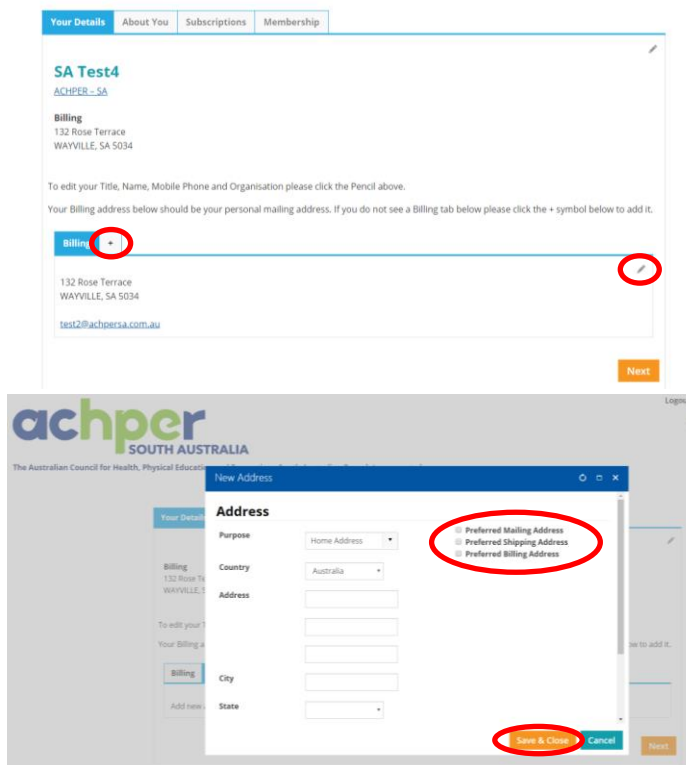 Your Details About You Subscriptions Membership
SA Test4
ACHPER – SA
Billing
132 Rose Terrace
WAYVILLE, SA 5034
To edit your Title, Name, Mobile Phone and Organisation please click the Pencil above.
Your Billing address below should be your personal mailing address. If you do not see a Billing tab below please click the + symbol below to add it.
Billing +
132 Rose Terrace
WAYVILLE, SA 5034
test2@achpersa.com.au
Next
achper
SOUTH AUSTRALIA
The Australian Council for Health, Physical
New Address
Your
Address
Purpose Home Address
Preferred Mailing Address
Preferred Shipping Address
Preferred Billing Address
Billing
132 Rose
WAYVILLE,
Country Australia
Address
To edit your
Your Billing
to add it.
Billing
City
Add new
State
Save & Close Cancel
Next